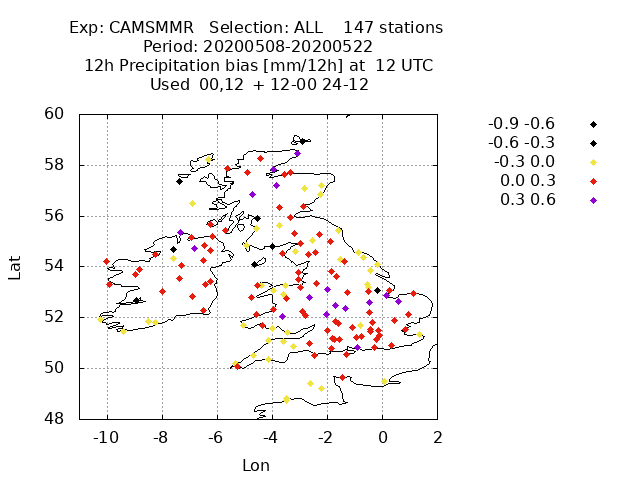 Exp: CAMSMMR   Selection: ALL    147 stations
Period: 20200508-20200522
12h Precipitation bias [mm/12h] at  12 UTC
Used  00,12  + 12-00 24-12
-0.9 -0.6
-0.6 -0.3
-0.3 0.0
0.0 0.3
0.3 0.6
60
58
56
54
52
50
48
Lat
-10 -8 -6 -4 -2 0 2
Lon